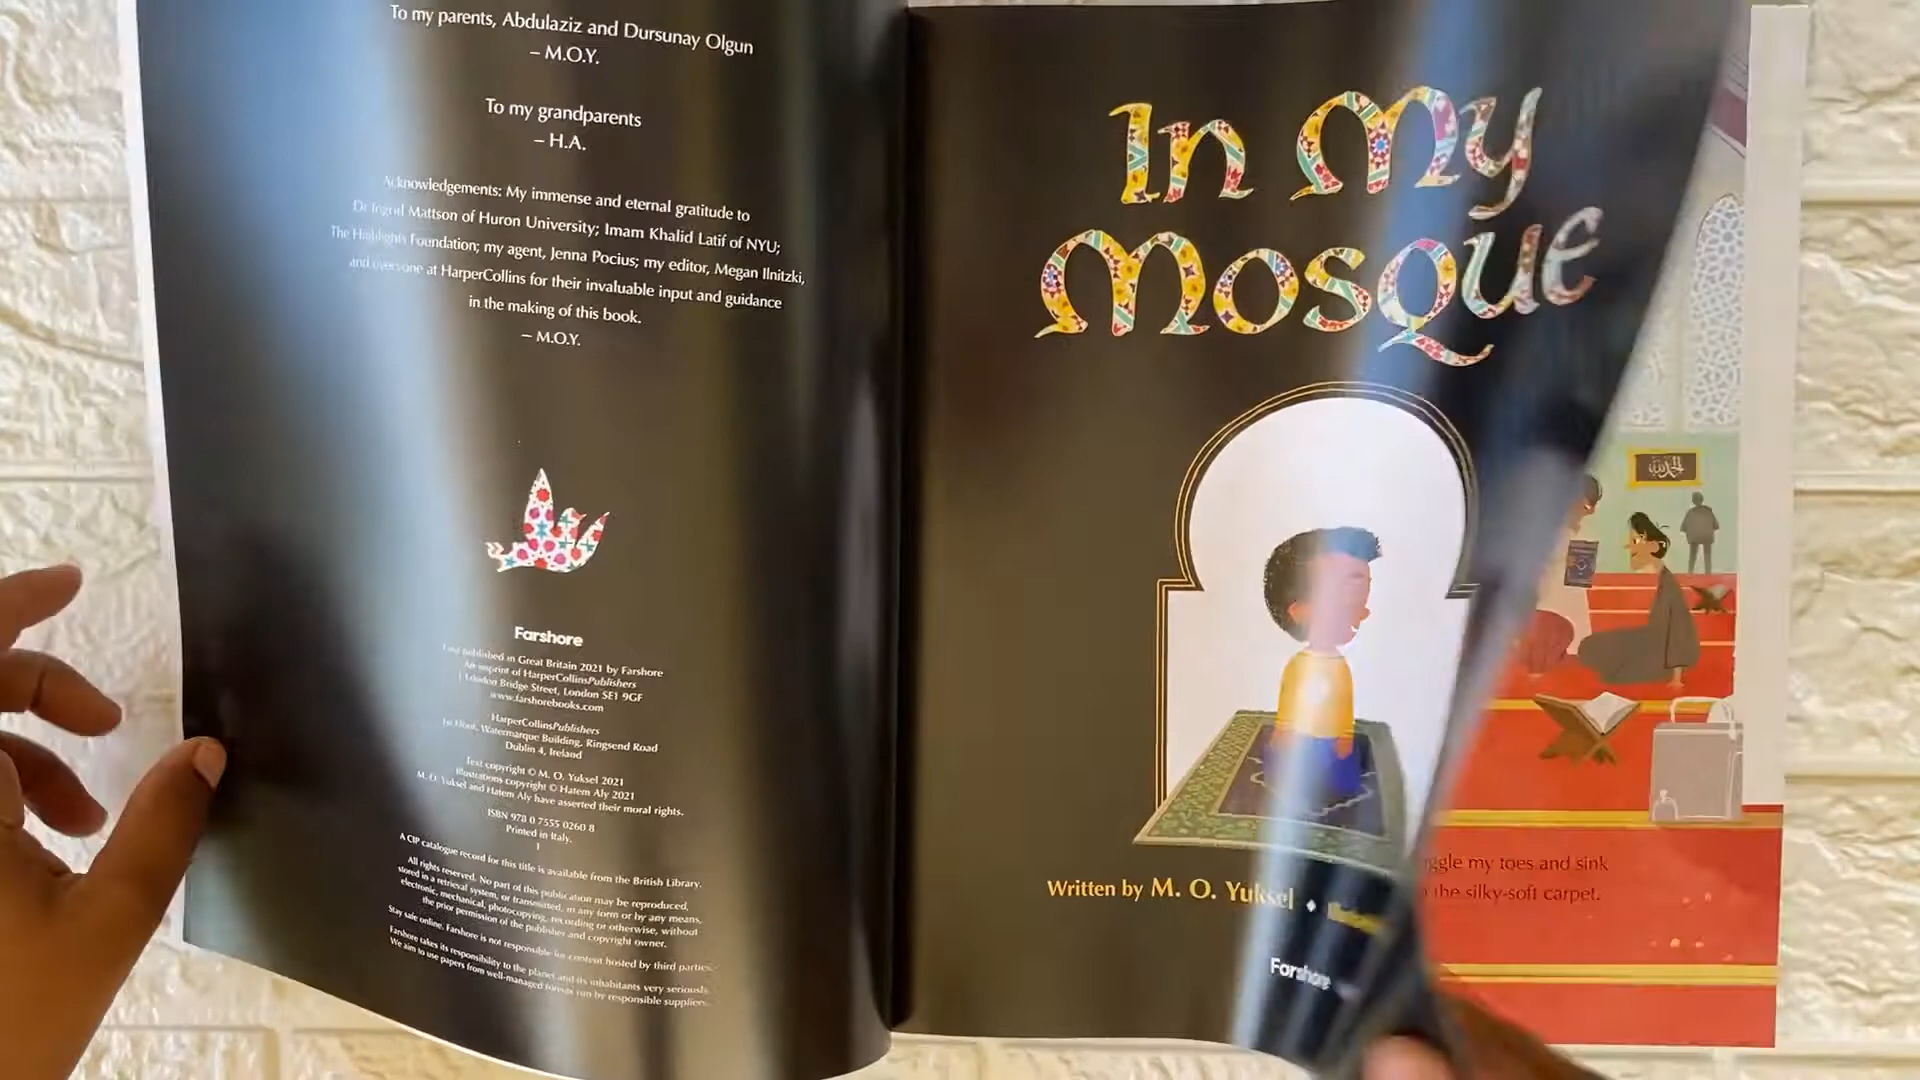 To my parents, Abdulaziz and Dursunay Olgun
– M.O.Y.
To my grandparents
– H.A.
Acknowledgements: My immense and eternal gratitude to
Dr Ingrid Mattson of Huron University; Imam Khalid Latif of NYU;
The Highlights Foundation; my agent, Jenna Pocius; my editor, Megan Ilnitzki,
and everyone at HarperCollins for their invaluable input and guidance
in the making of this book.
– M.O.Y.
Farshore
First published in Great Britain 2021 by Farshore
An imprint of HarperCollinsPublishers
1 London Bridge Street, London SE1 9GF
www.farshorebooks.com
HarperCollinsPublishers
1st Floor, Watermarque Building, Ringsend Road
Dublin 4, Ireland
Text copyright © M. O. Yuksel 2021
Illustrations copyright © Hatem Aly 2021
M. O. Yuksel and Hatem Aly have asserted their moral rights.
ISBN 978 0 7555 0260 8
Printed in Italy.
1
A CIP catalogue record for this title is available from the British Library.
All rights reserved. No part of this publication may be reproduced,
stored in a retrieval system, or transmitted, in any form or by any means,
electronic, mechanical, photocopying, recording or otherwise, without
the prior permission of the publisher and copyright owner.
Stay safe online. Farshore is not responsible for content hosted by third parties.
Farshore takes its responsibility to the planet and its inhabitants very seriously.
We aim to use papers from well-managed forests run by responsible suppliers.
In My
Mosque
Written by M. O. Yuksel
Farshore
my toes and sink
the silky-soft carpet.